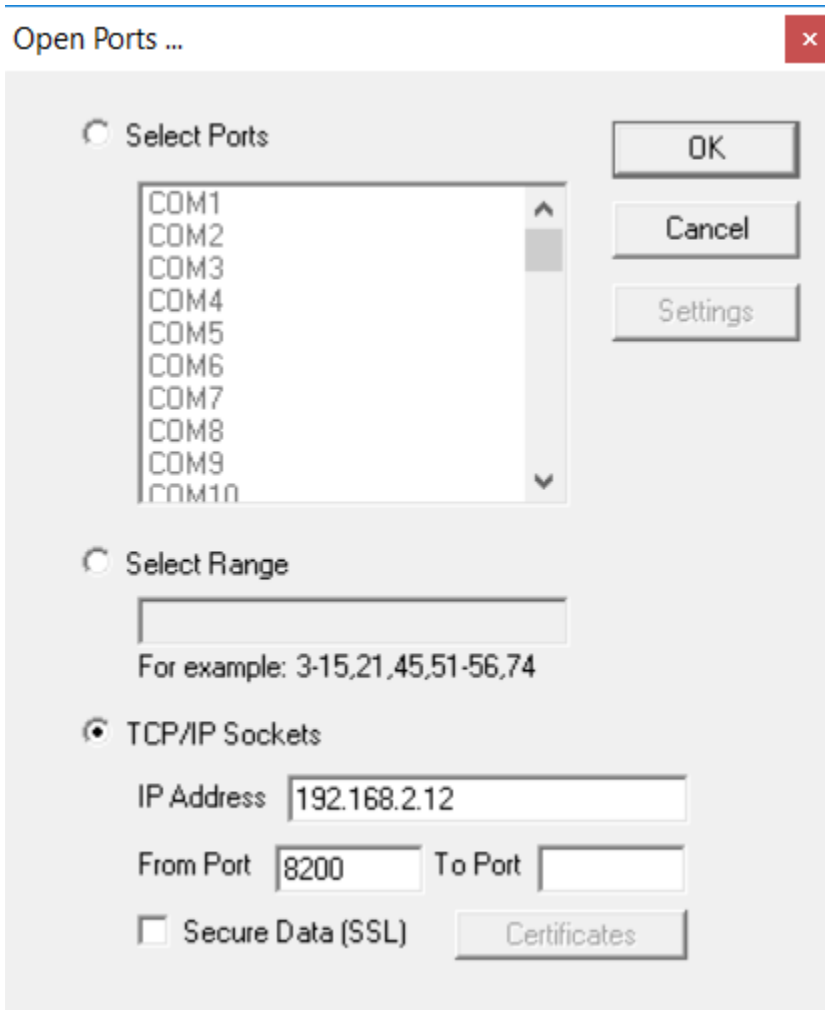 Open Ports ...
Select Ports
OK
COM1
COM2
Cancel
COM3
COM4
Settings
COM5
COM6
COM7
COM8
COM9
COM10
Select Range
For example: 3-15,21,45,51-56,74
TCP/IP Sockets
IP Address 192.168.2.12
From Port 8200 To Port
Secure Data (SSL) Certificates